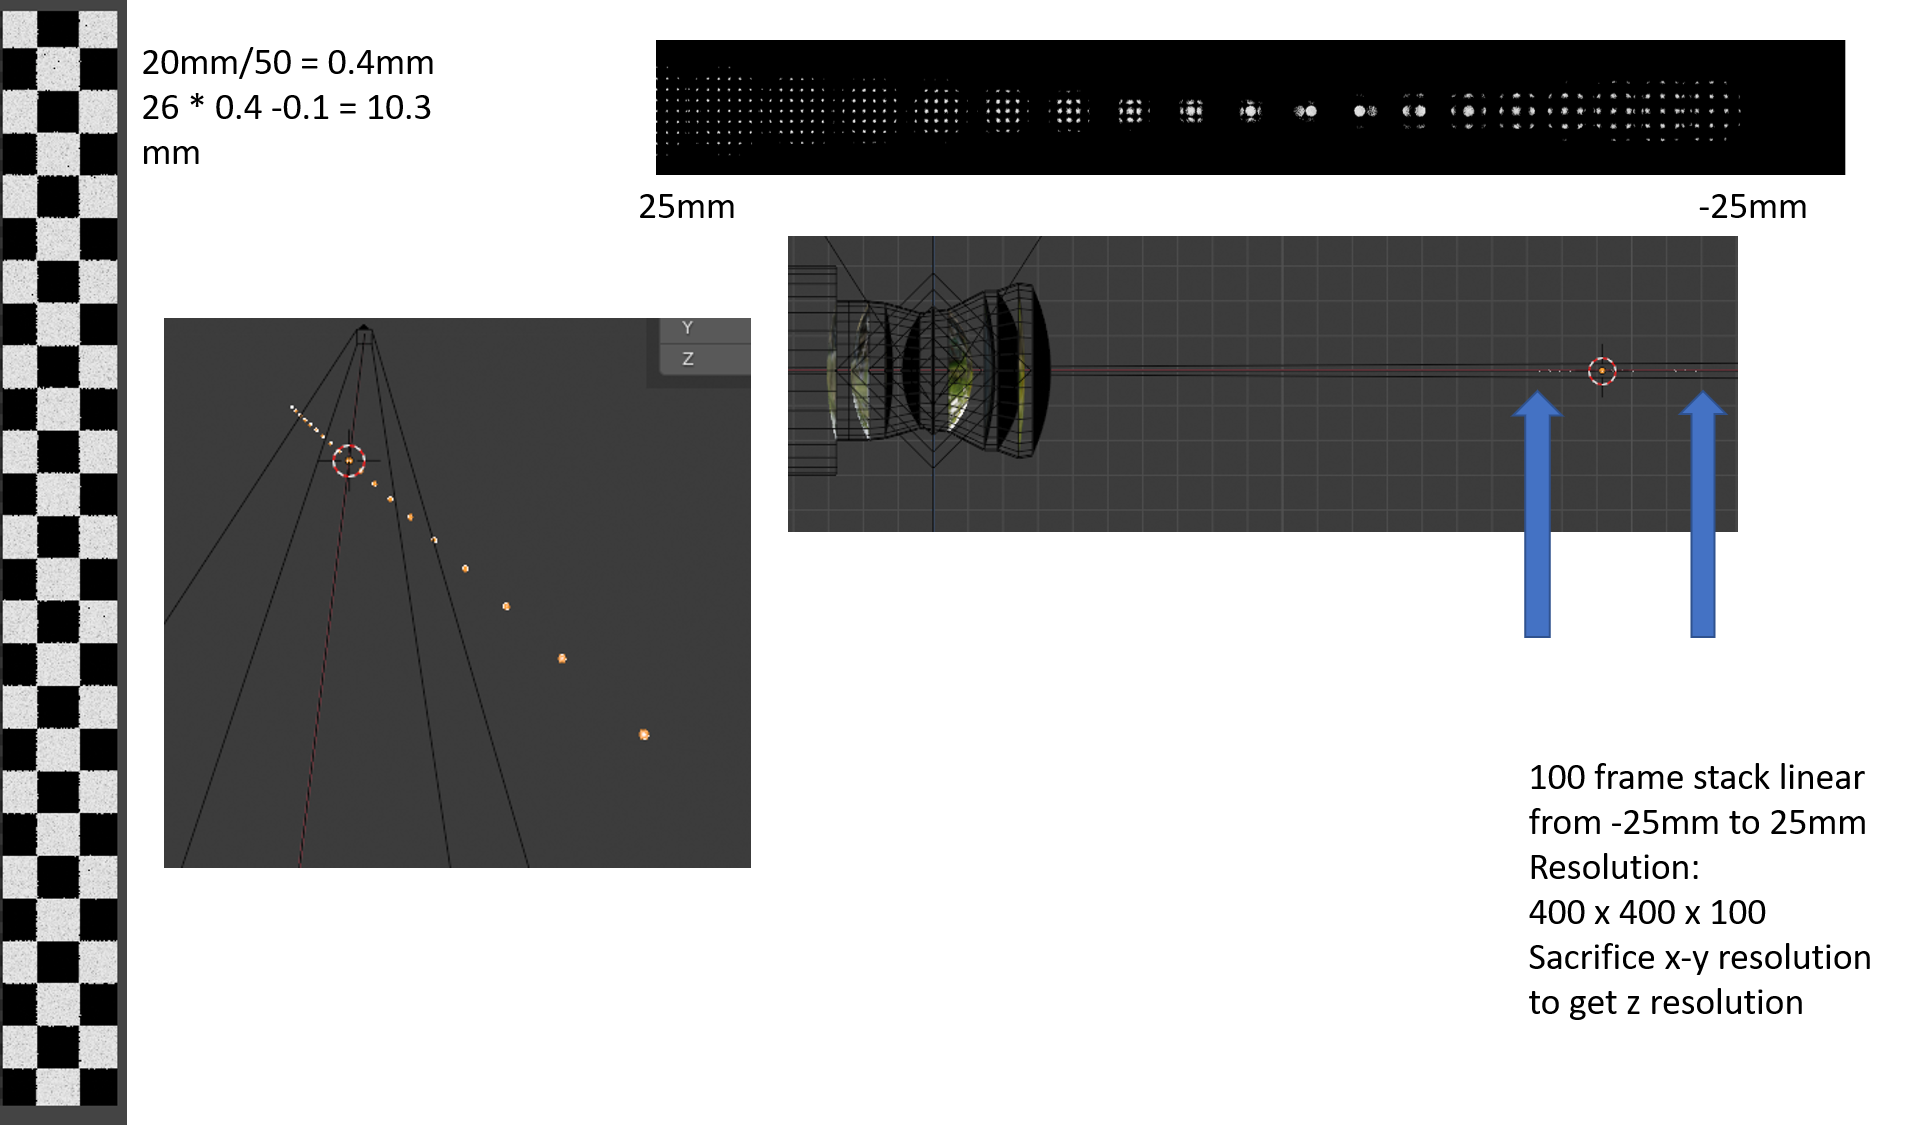 20mm/50 = 0.4mm
26 * 0.4 -0.1 = 10.3
mm
25mm
-25mm
Y
Z
100 frame stack linear
from -25mm to 25mm
Resolution:
400 x 400 x 100
Sacrifice x-y resolution
to get z resolution